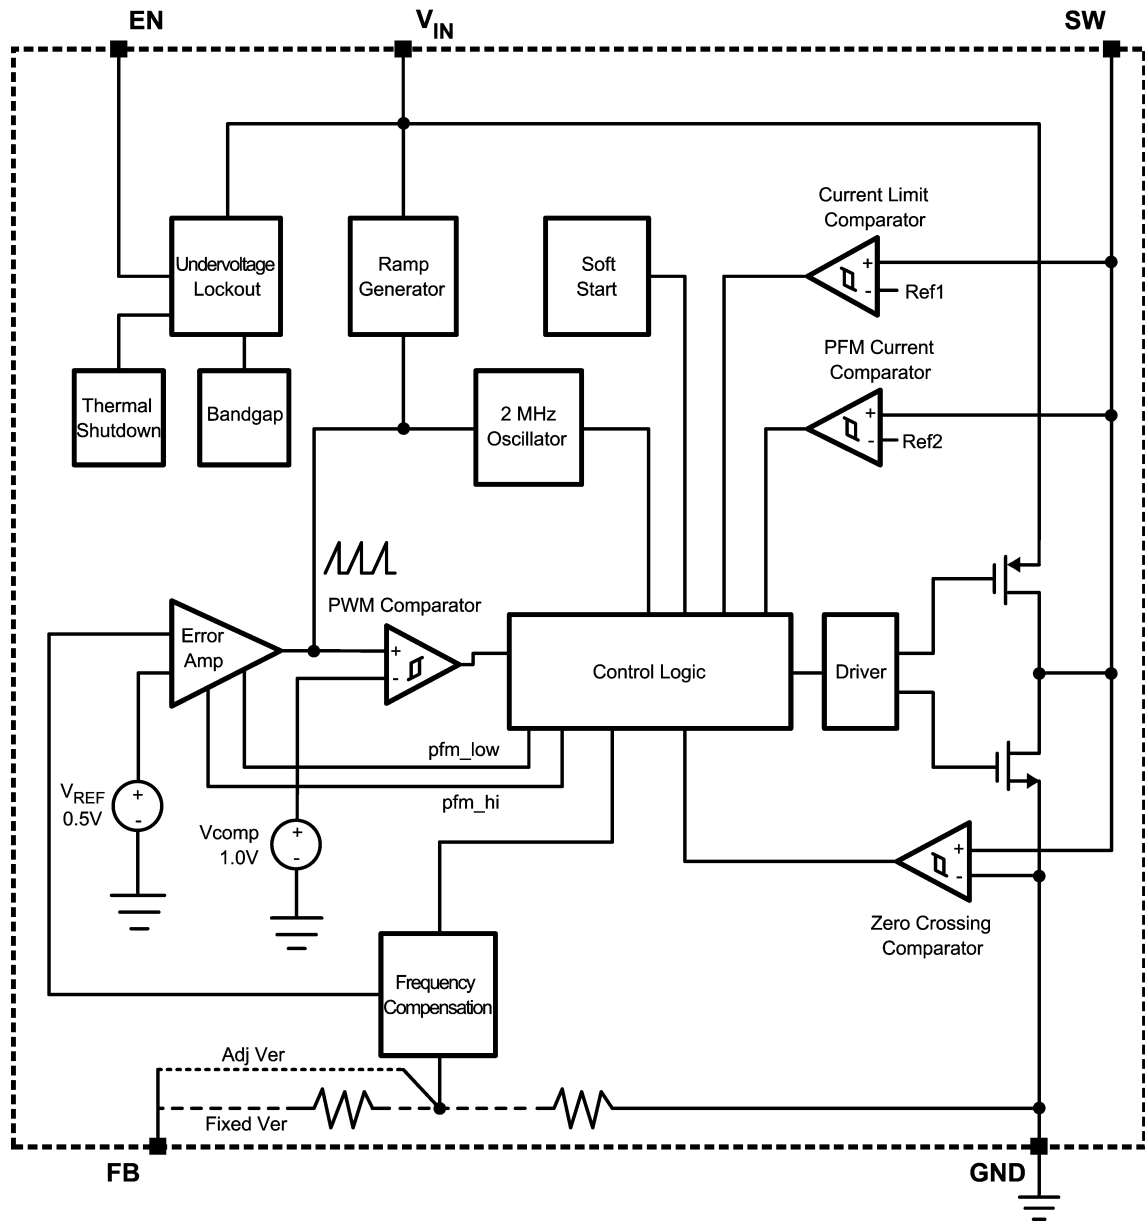 EN
VIN
SW
Current Limit
Comparator
Undervoltage
Lockout
Ramp
Generator
Soft
Start
+
-
Ref1
PFM Current
Comparator
Thermal
Shutdown
Bandgap
2 MHz
Oscillator
+
-
Ref2
PWM Comparator
Error
Amp
+
-
Control Logic
Driver
pfm_low
pfm_hi
VREF
0.5V
+
-
Vcomp
1.0V
+
-
+
-
Zero Crossing
Comparator
Frequency
Compensation
Adj Ver
Fixed Ver
FB
GND